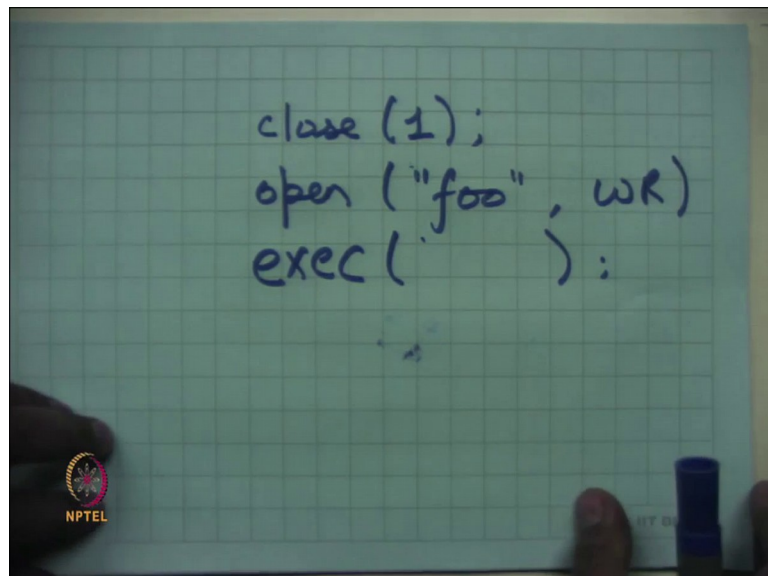 close (1);
open ("foo", WR)
exec( );
NPTEL